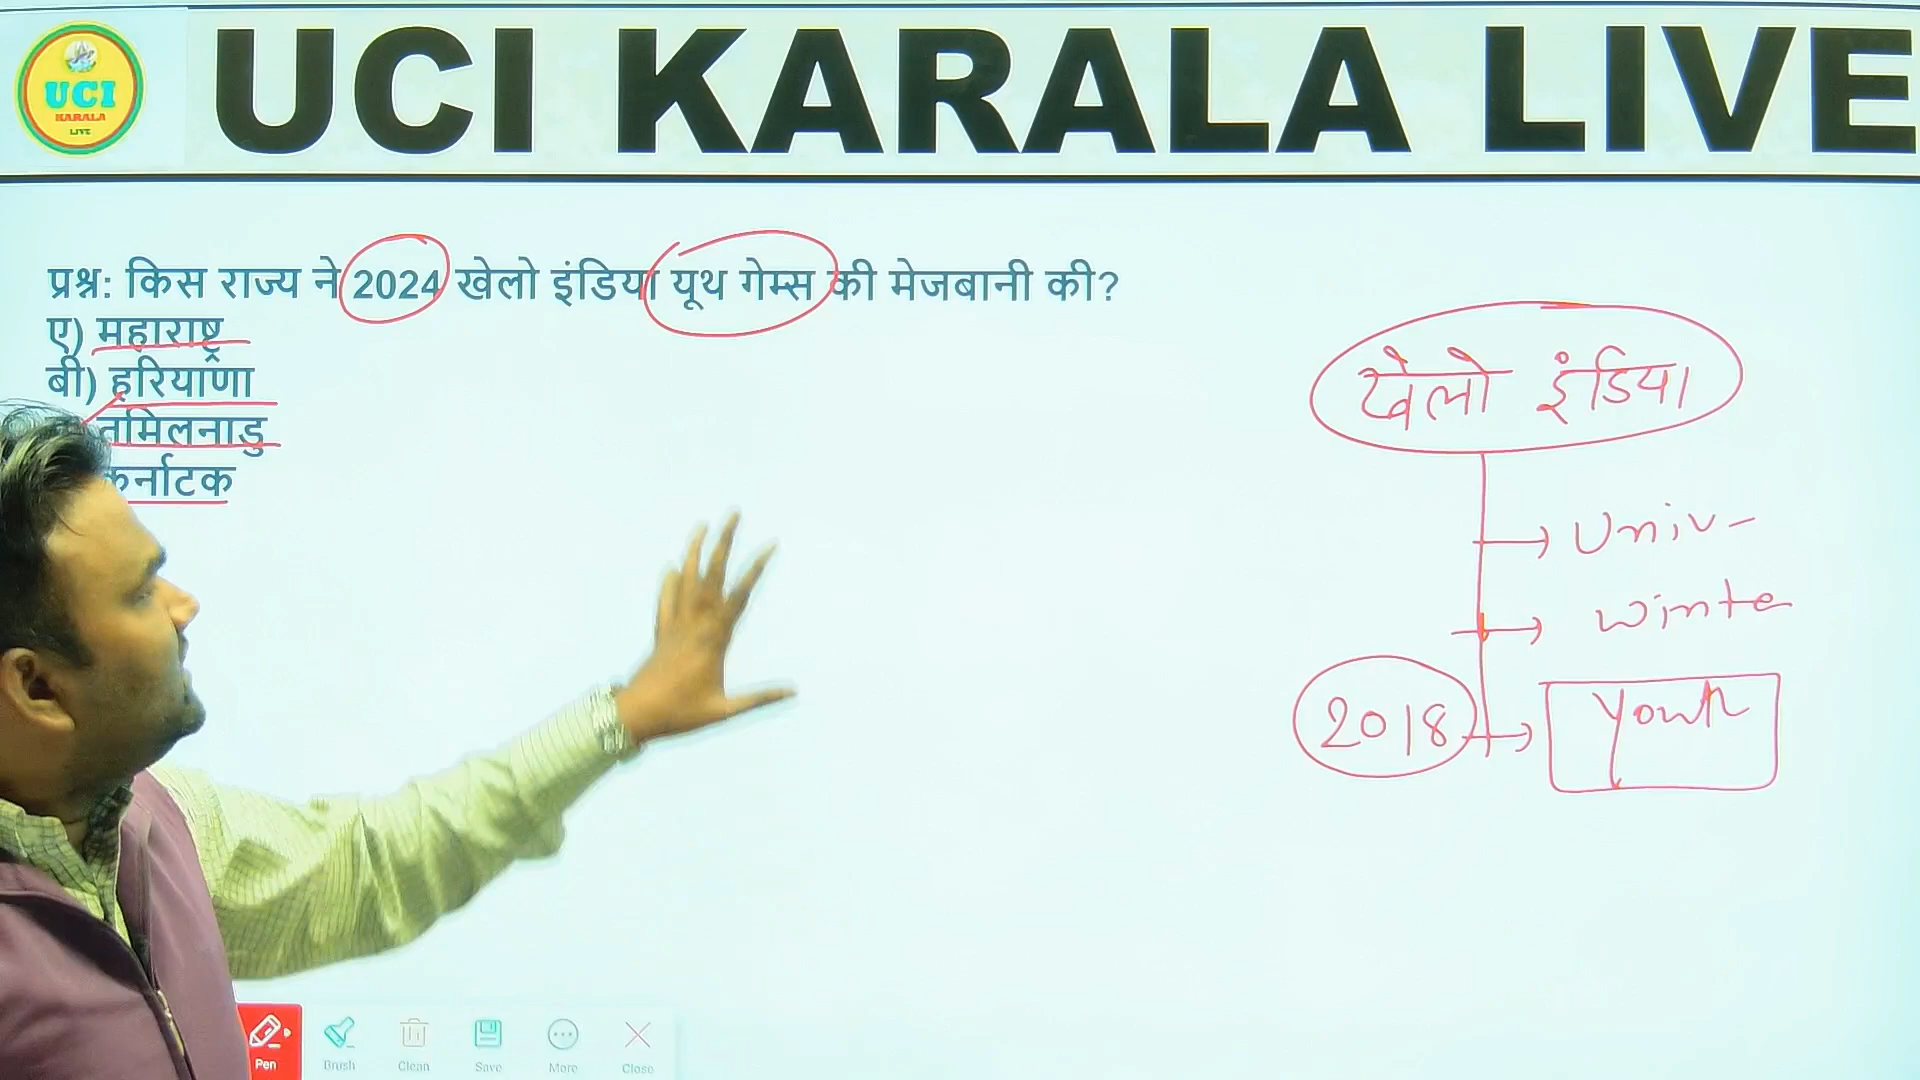 UCI KARALA LIVE
UCI
KARALA
LIVE
प्रश्न: किस राज्य ने 2024 खेलो इंडिया यूथ गेम्स की मेजबानी की?
ए) महाराष्ट्र
बी) हरियाणा
तमिलनाडु
कर्नाटक
खेलो इंडिया
Univ-
Winte
2018 Youth
Pen Brush Clean Save More Close